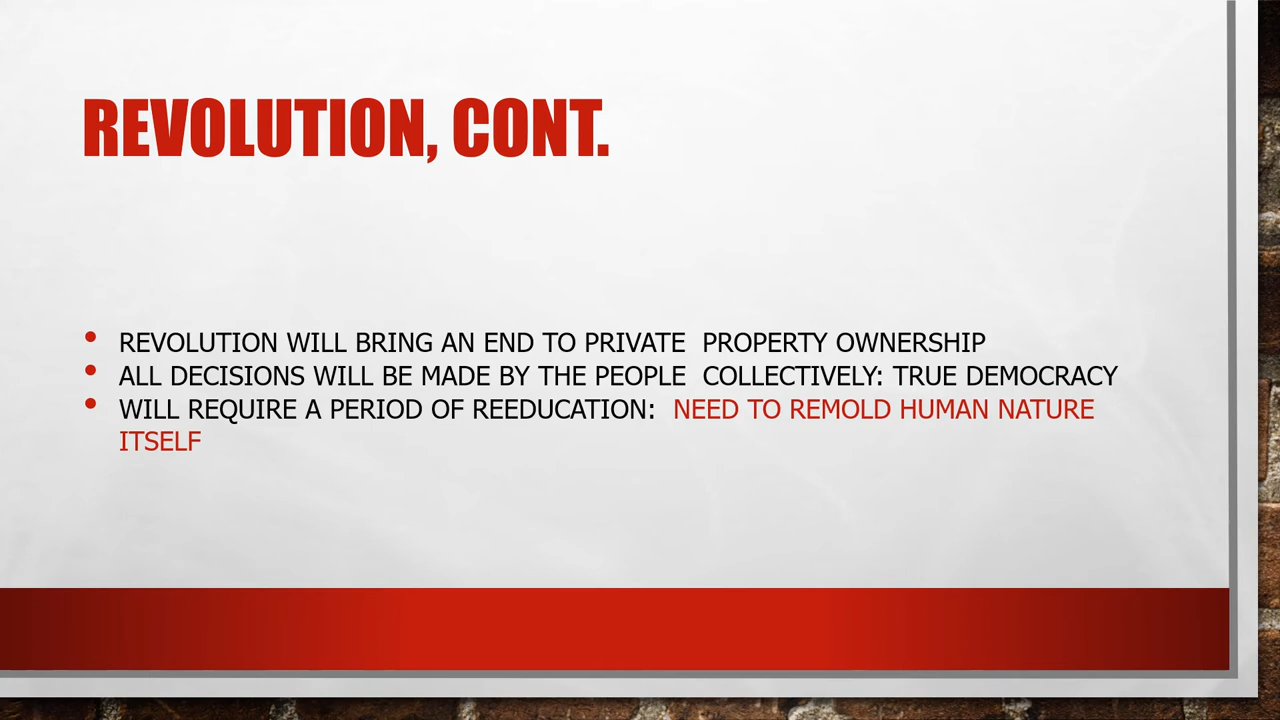 REVOLUTION, CONT.
• REVOLUTION WILL BRING AN END TO PRIVATE  PROPERTY OWNERSHIP
• ALL DECISIONS WILL BE MADE BY THE PEOPLE  COLLECTIVELY: TRUE DEMOCRACY
• WILL REQUIRE A PERIOD OF REEDUCATION:  NEED TO REMOLD HUMAN NATURE
ITSELF